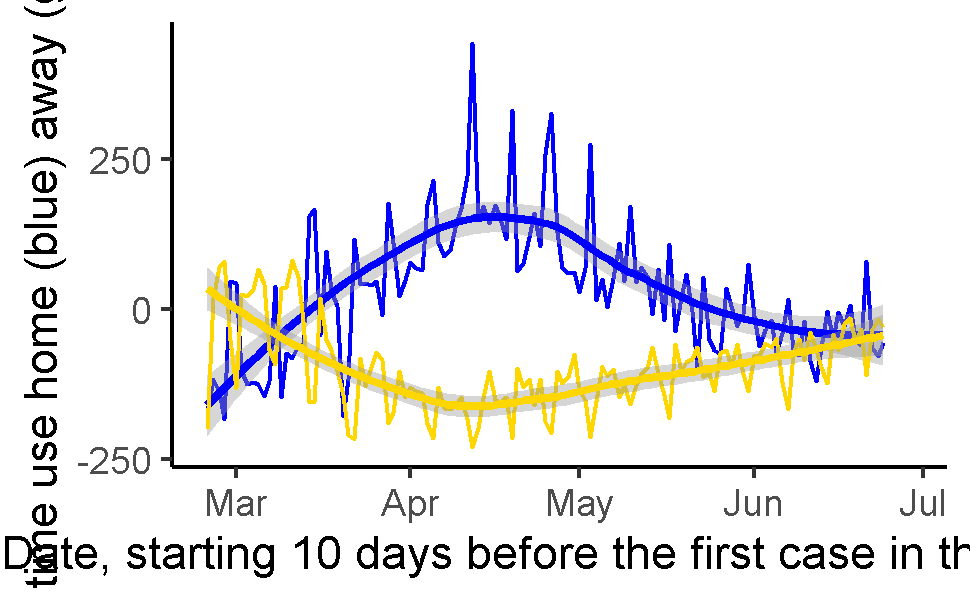 time use home (blue) away (
250
0
-250
Mar Apr May Jun Jul
Date, starting 10 days before the first case in th